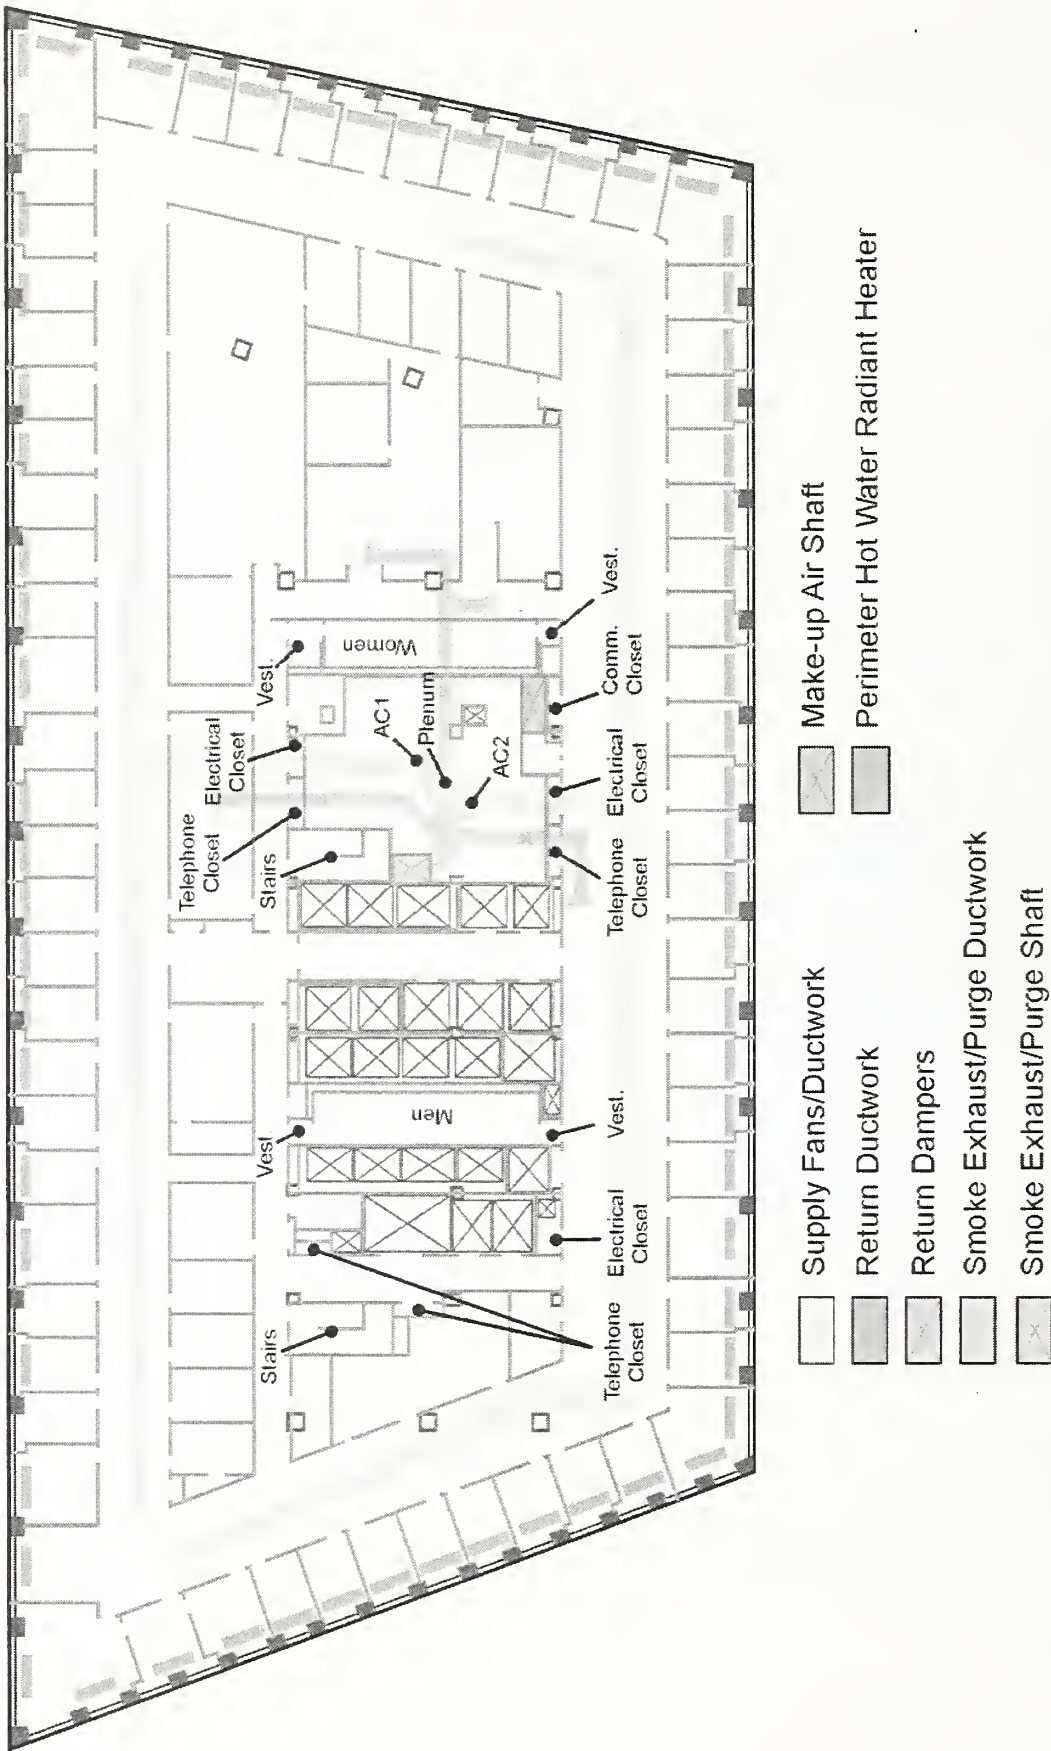 Vest.
Electrical
Closet
Telephone
Closet
Stairs
Women
AC1
Plenum
AC2
Vest.
Comm.
Closet
Electrical
Closet
Telephone
Closet
Vest.
Men
Vest.
Electrical
Closet
Stairs
Telephone
Closet
Supply Fans/Ductwork
Return Ductwork
Return Dampers
Smoke Exhaust/Purge Ductwork
Smoke Exhaust/Purge Shaft
Make-up Air Shaft
Perimeter Hot Water Radiant Heater